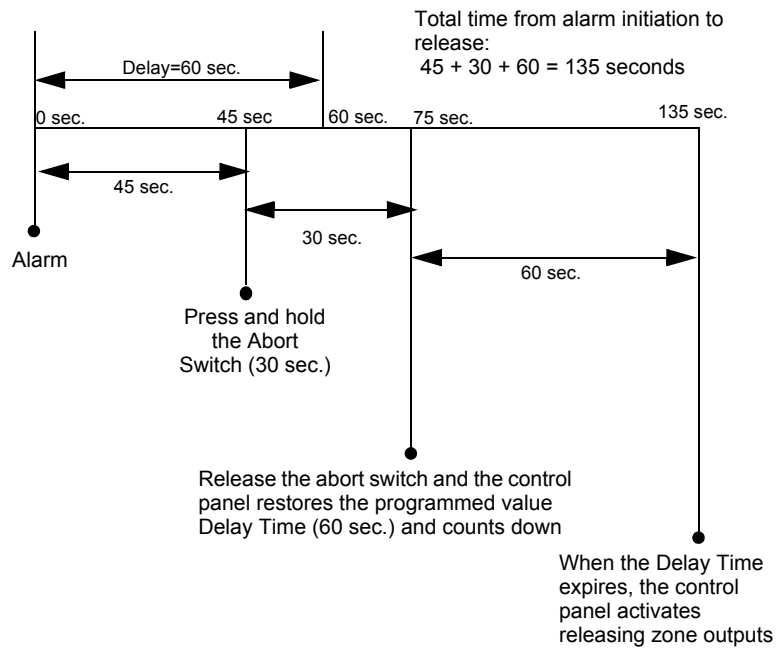 Total time from alarm initiation to
release:
45 + 30 + 60 = 135 seconds
Delay=60 sec.
0 sec.
45 sec
60 sec.
75 sec.
135 sec.
45 sec.
30 sec.
60 sec.
Alarm
Press and hold
the Abort
Switch (30 sec.)
Release the abort switch and the control
panel restores the programmed value
Delay Time (60 sec.) and counts down
When the Delay Time
expires, the control
panel activates
releasing zone outputs